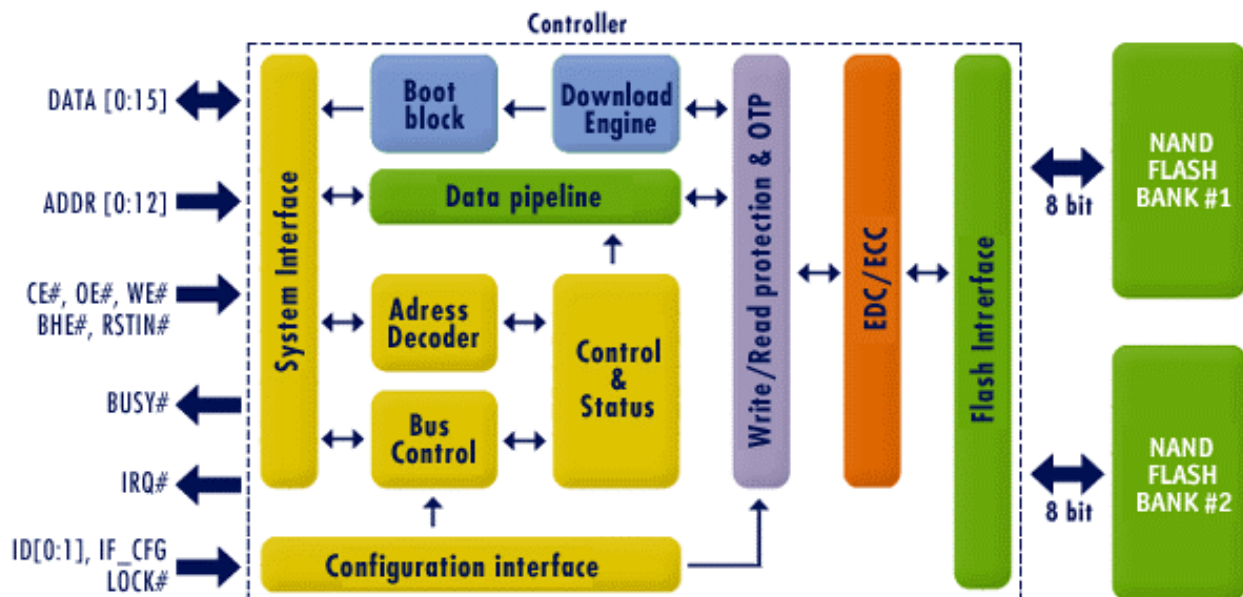 Controller
DATA [0:15]
ADDR [0:12]
CE#, OE#, WE#
BHE#, RSTIN#
BUSY#
IRQ#
ID[0:1], IF_CFG
LOCK#
System Interface
Boot
block
Download
Engine
Data pipeline
Adress
Decoder
Bus
Control
Control
&
Status
Configuration interface
Write/Read protection & OTP
EDC/ECC
Flash Intrerface
8 bit
NAND
FLASH
BANK #1
8 bit
NAND
FLASH
BANK #2